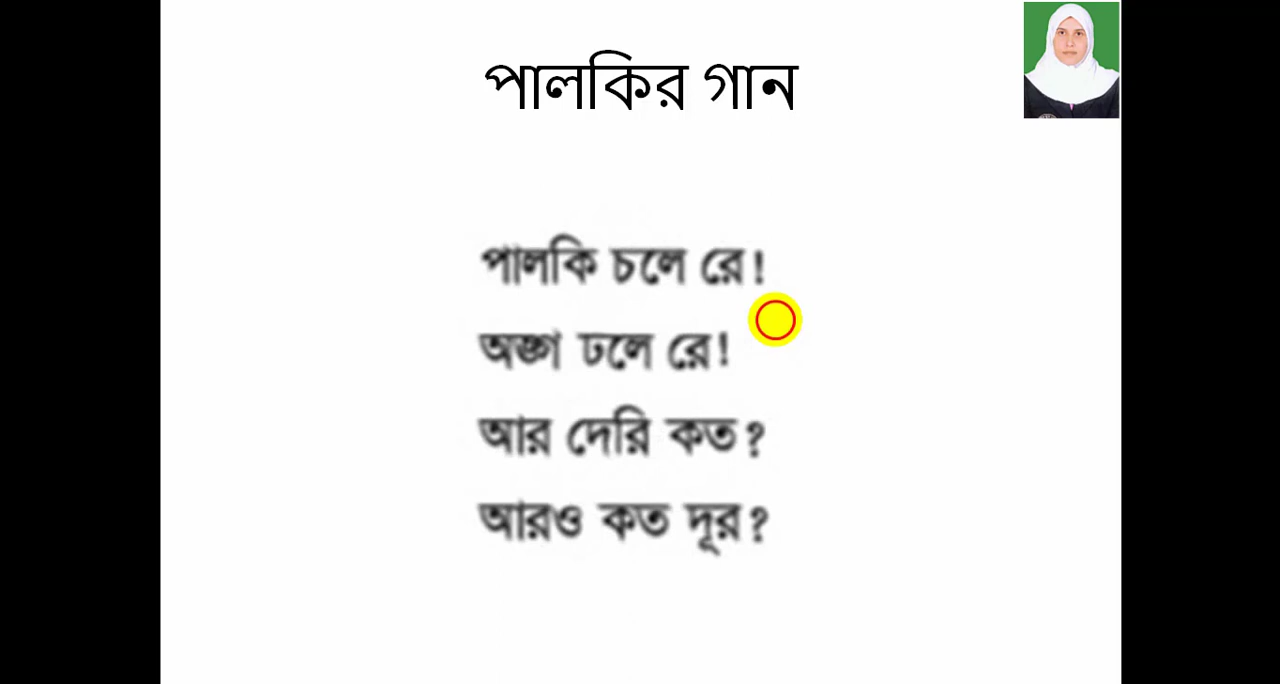 পালকির গান
পালকি চলে রে!
অঙ্গ ঢলে রে!
আর দেরি কত?
আরও কত দূর?